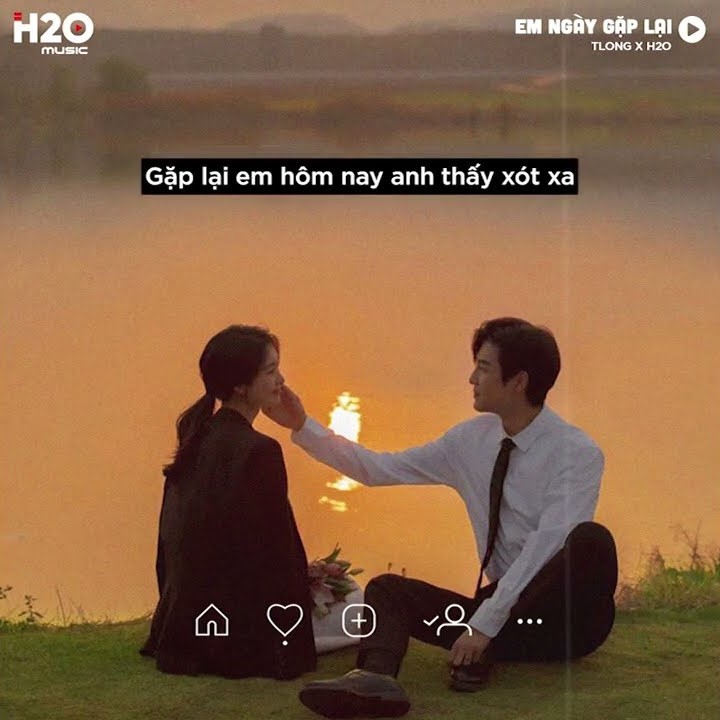 H2O
MUSIC
EM NGÀY GẶP LẠI
TLONG X H2O
Gặp lại em hôm nay anh thấy xót xa